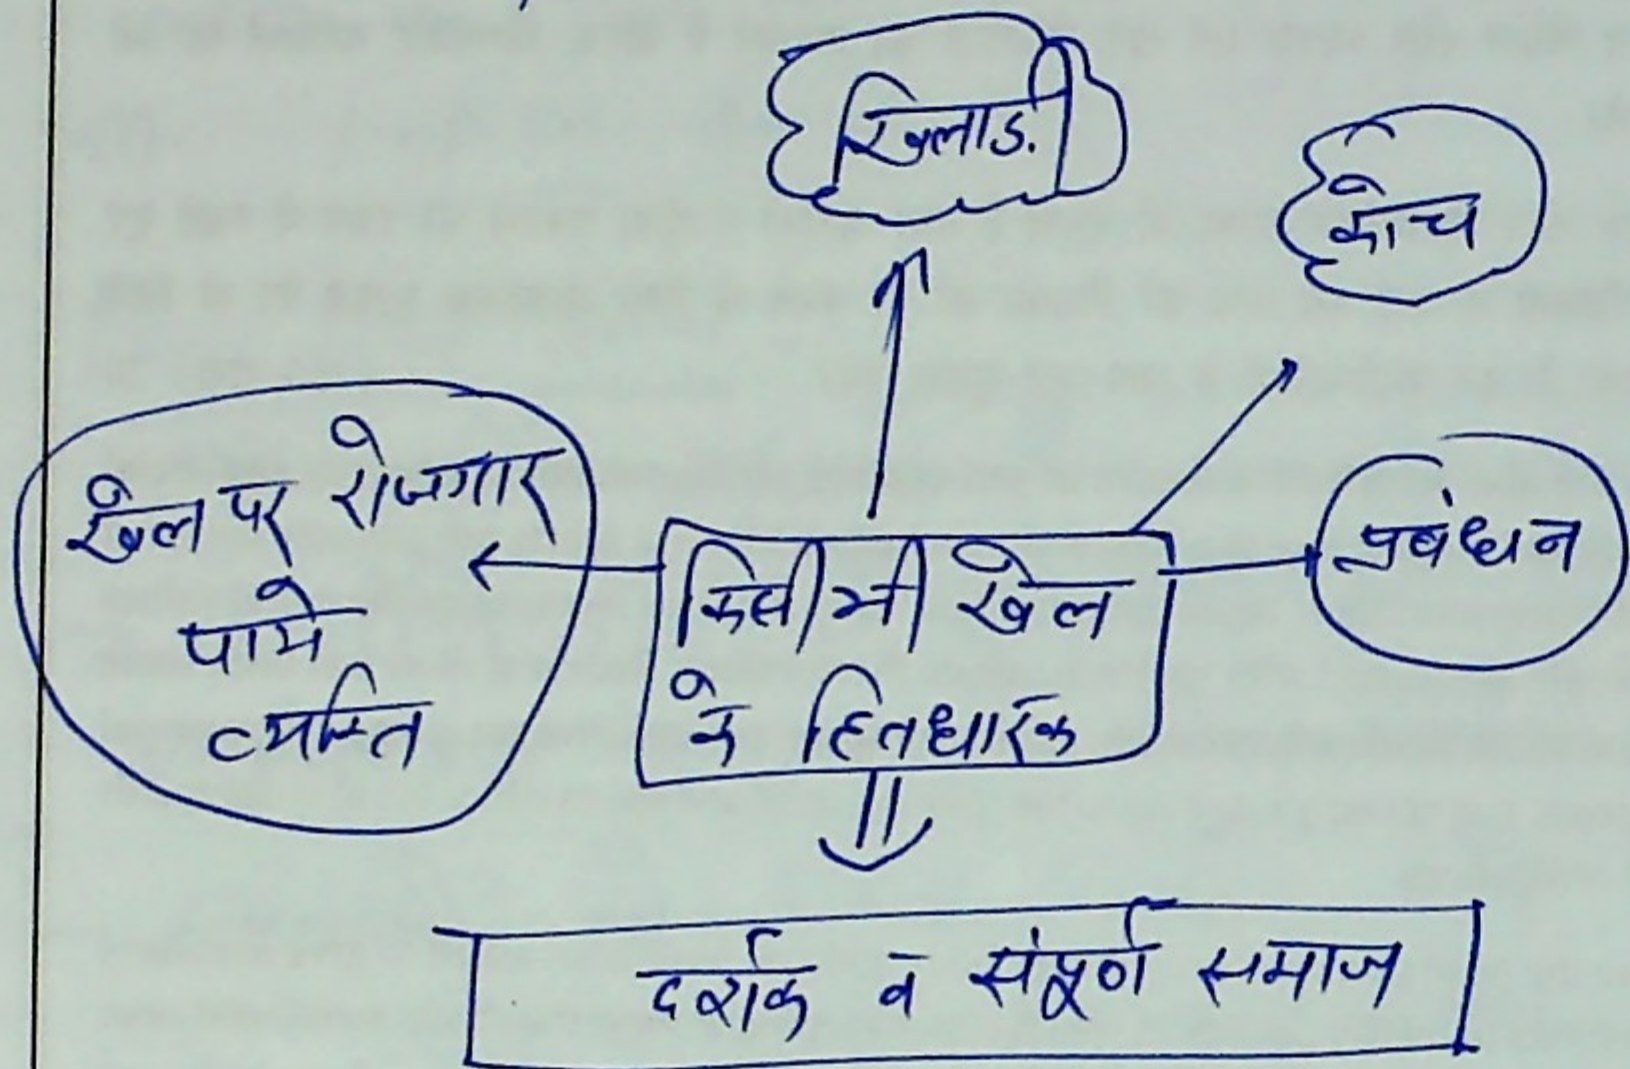 खिलाड़ी
कोच
खेल पर रोजगार
पाने
व्यक्ति
किसी भी खेल
के हितधारक
प्रबंधन
दर्शक व संपूर्ण समाज